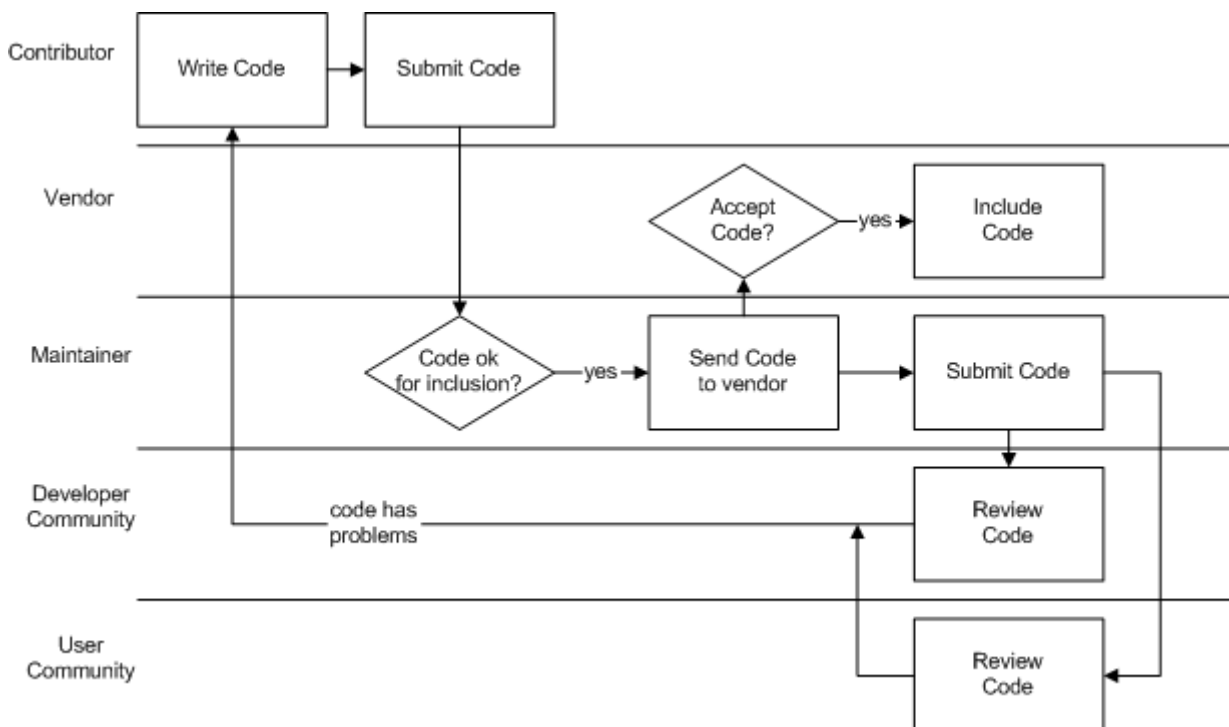 Contributor
Write Code
Submit Code
Vendor
Accept
Code?
yes
Include
Code
Maintainer
Code ok
for inclusion?
yes
Send Code
to vendor
Submit Code
Developer
Community
code has
problems
Review
Code
User
Community
Review
Code